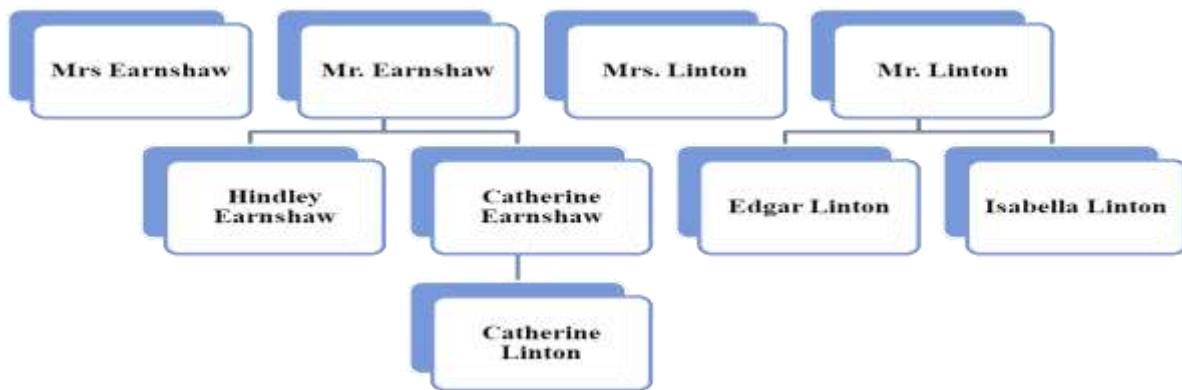 Mrs Earnshaw
Mr. Earnshaw
Mrs. Linton
Mr. Linton
Hindley
Earnshaw
Catherine
Earnshaw
Edgar Linton
Isabella Linton
Catherine
Linton